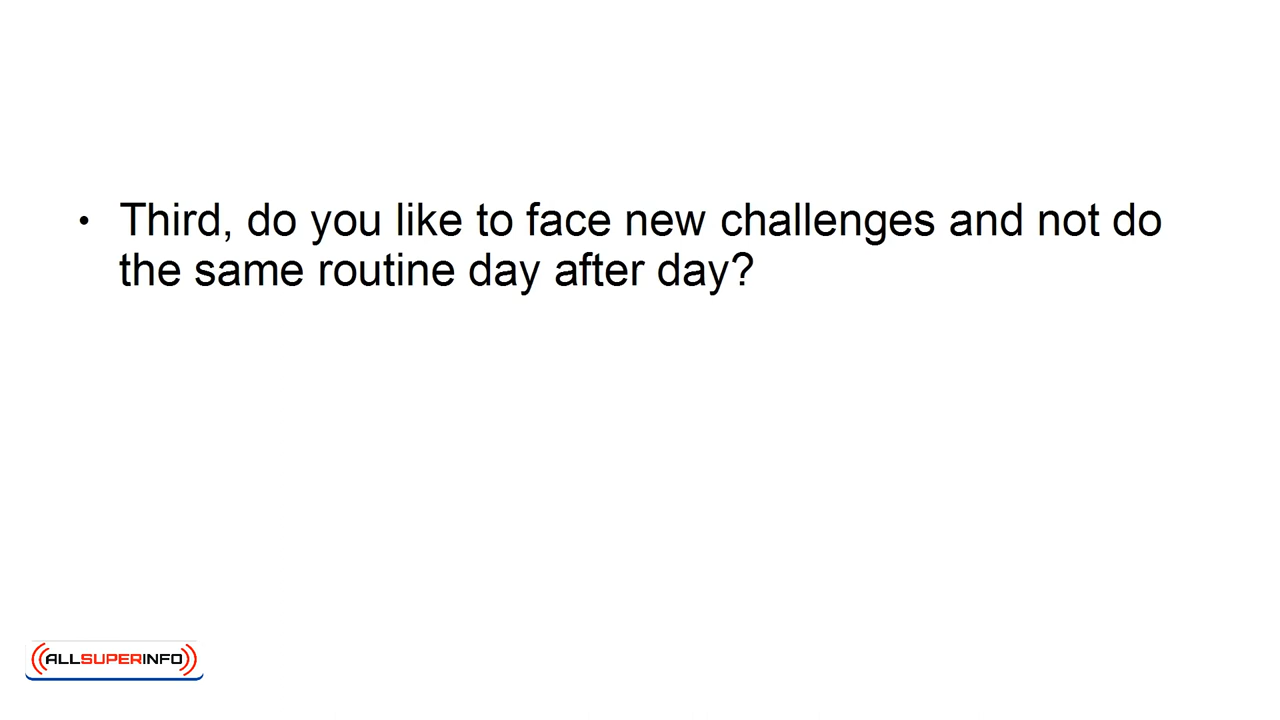 • Third, do you like to face new challenges and not do
the same routine day after day?
ALLSUPERINFO